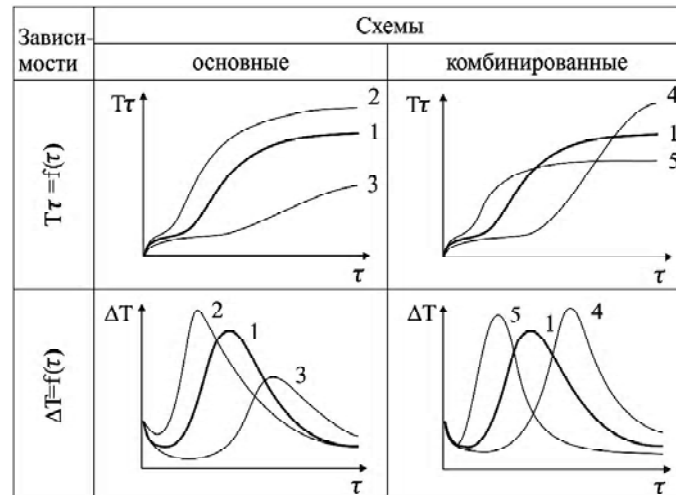 Зависи-
мости
Схемы
основные
комбинированные
Tτ=f(τ)
Tτ
2
1
3
τ
Tτ
4
1
5
τ
ΔT=f(τ)
ΔT
2
1
3
τ
ΔT
5
1
4
τ